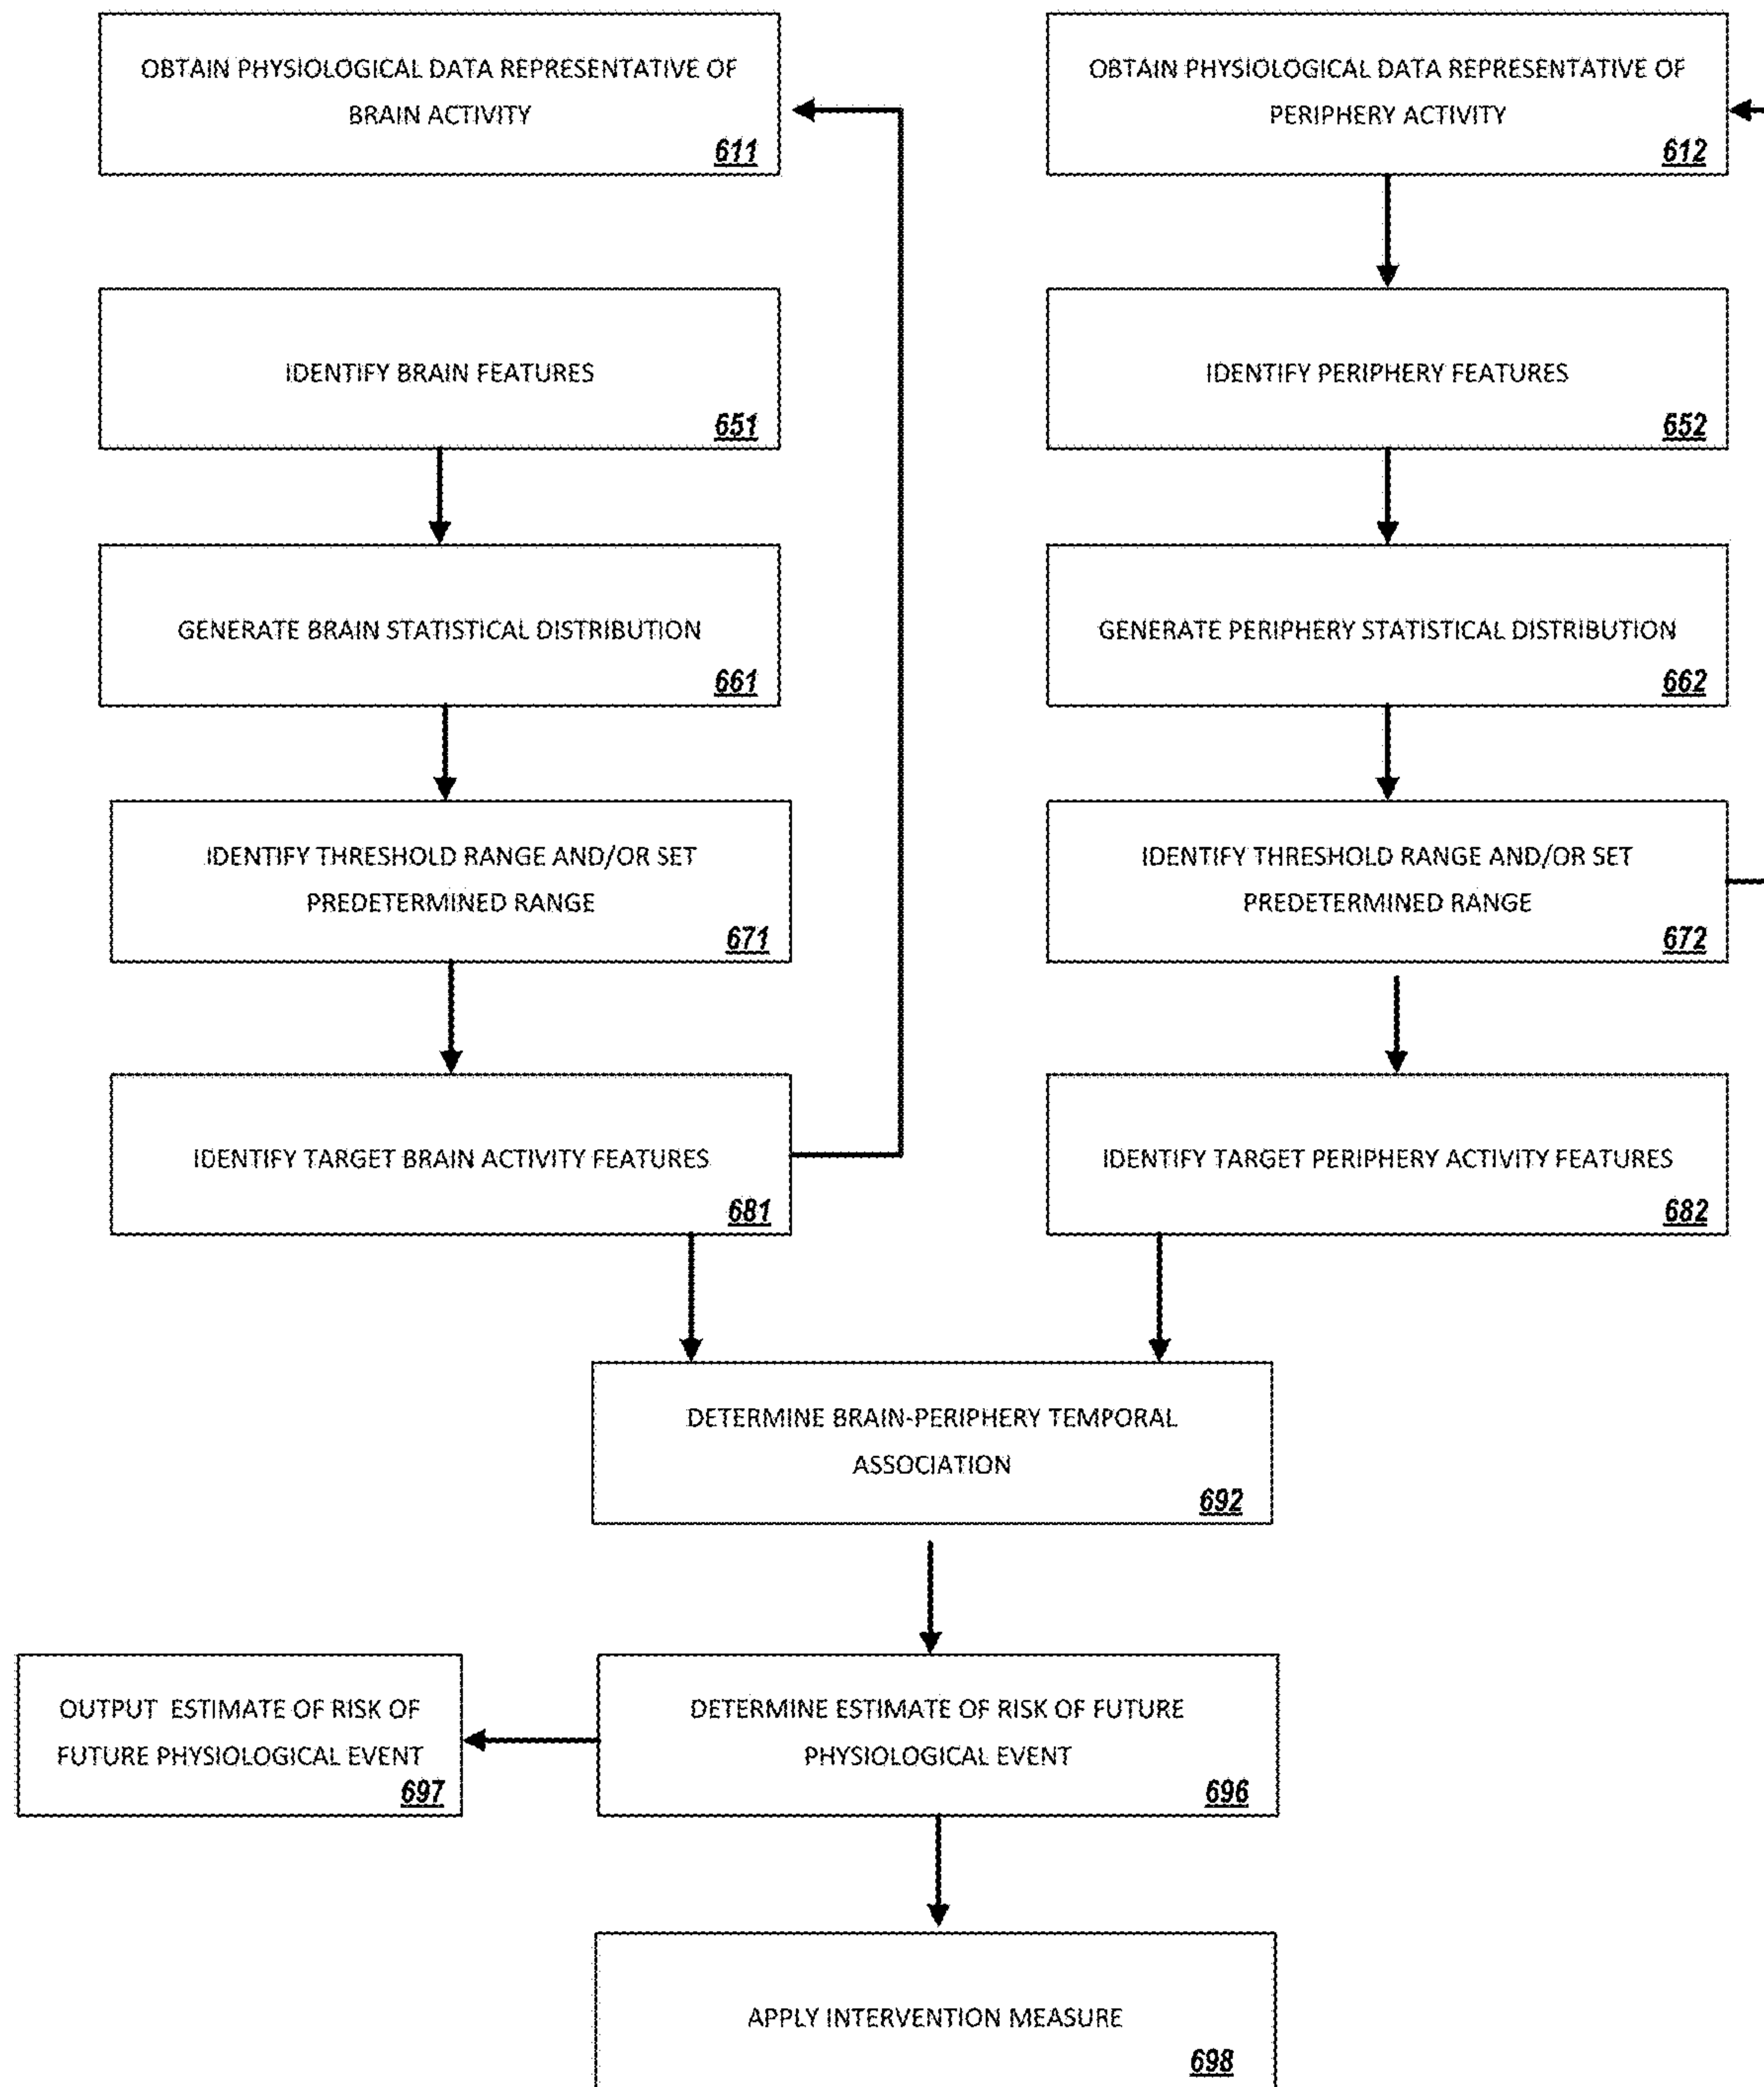 OBTAIN PHYSIOLOGICAL DATA REPRESENTATIVE OF
BRAIN ACTIVITY
611
OBTAIN PHYSIOLOGICAL DATA REPRESENTATIVE OF
PERIPHERY ACTIVITY
612
IDENTIFY BRAIN FEATURES
651
IDENTIFY PERIPHERY FEATURES
652
GENERATE BRAIN STATISTICAL DISTRIBUTION
661
GENERATE PERIPHERY STATISTICAL DISTRIBUTION
662
IDENTIFY THRESHOLD RANGE AND/OR SET
PREDETERMINED RANGE
671
IDENTIFY THRESHOLD RANGE AND/OR SET
PREDETERMINED RANGE
672
IDENTIFY TARGET BRAIN ACTIVITY FEATURES
681
IDENTIFY TARGET PERIPHERY ACTIVITY FEATURES
682
DETERMINE BRAIN-PERIPHERY TEMPORAL
ASSOCIATION
692
OUTPUT ESTIMATE OF RISK OF
FUTURE PHYSIOLOGICAL EVENT
697
DETERMINE ESTIMATE OF RISK OF FUTURE
PHYSIOLOGICAL EVENT
696
APPLY INTERVENTION MEASURE
698